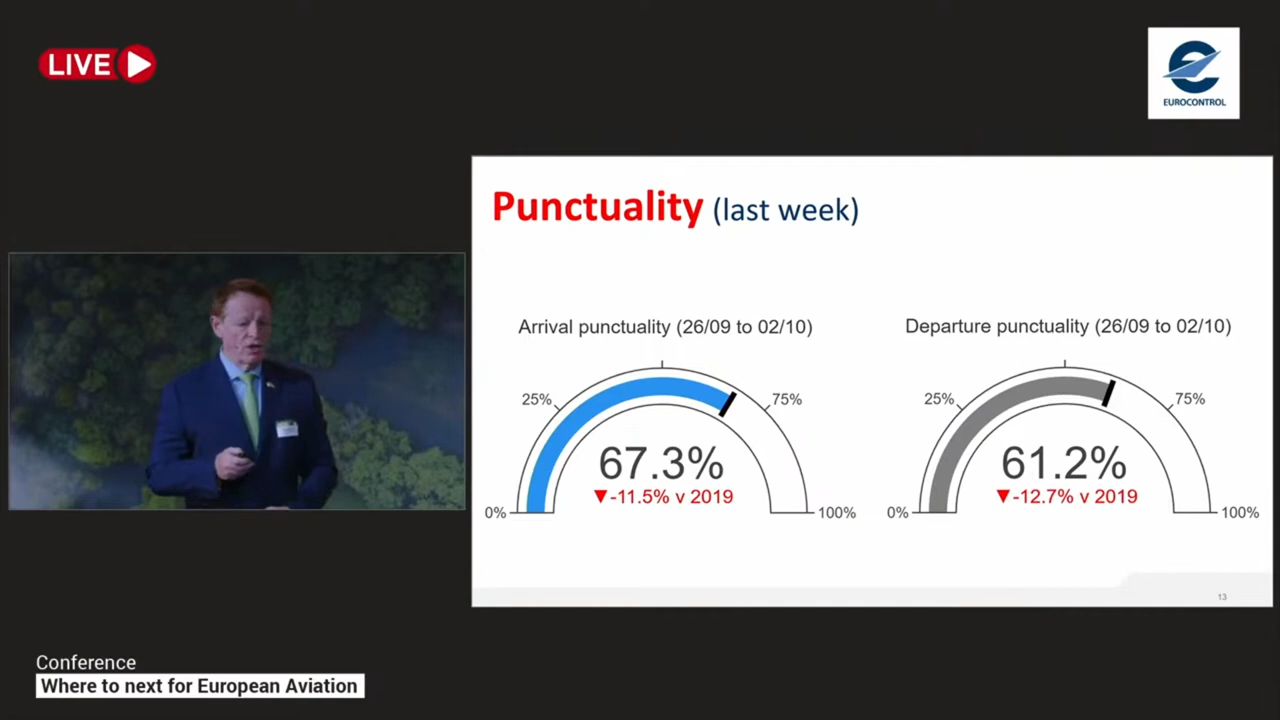 LIVE
EUROCONTROL
Punctuality (last week)
Arrival punctuality (26/09 to 02/10)
25%
75%
67.3%
▼-11.5% v 2019
0%
100%
Departure punctuality (26/09 to 02/10)
25%
75%
61.2%
▼-12.7% v 2019
0%
100%
13
Conference
Where to next for European Aviation